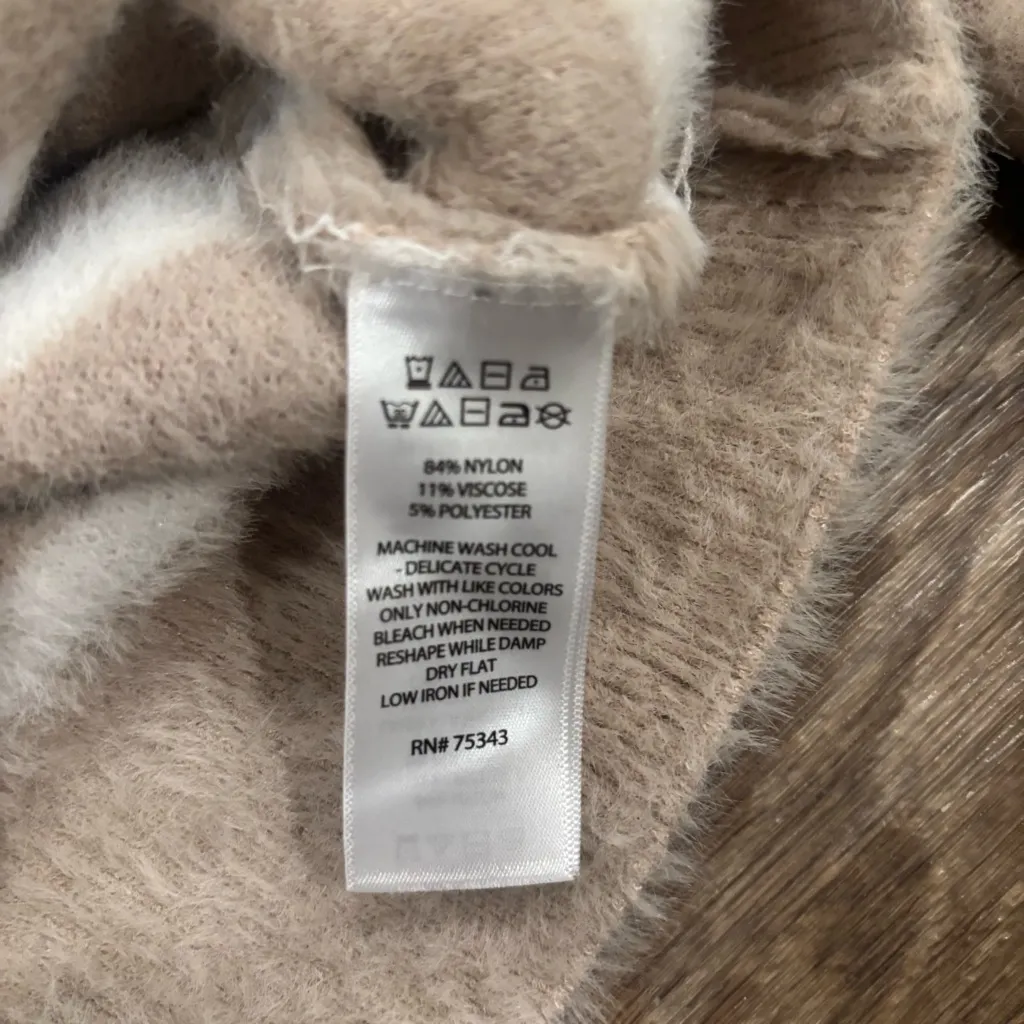 84% NYLON
11% VISCOSE
5% POLYESTER
MACHINE WASH COOL
- DELICATE CYCLE
WASH WITH LIKE COLORS
ONLY NON-CHLORINE
BLEACH WHEN NEEDED
RESHAPE WHILE DAMP
DRY FLAT
LOW IRON IF NEEDED
RN# 75343